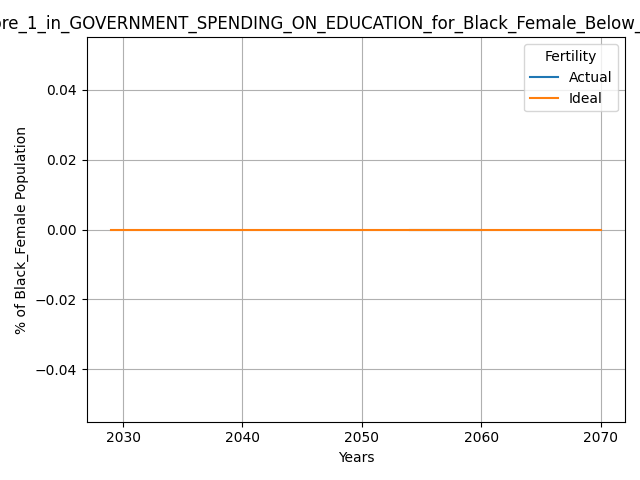 ore_1_in_GOVERNMENT_SPENDING_ON_EDUCATION_for_Black_Female_Below_
Fertility
Actual
Ideal
0.04
0.02
0.00
−0.02
−0.04
% of Black_Female Population
2030 2040 2050 2060 2070
Years